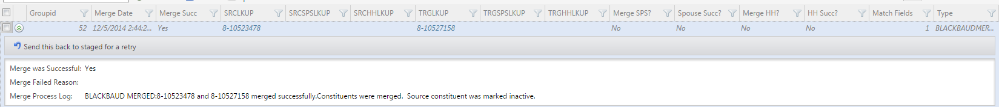 Groupid Merge Date Merge Succ SRCLKUP SRCSPSLKUP SRCHHLKUP TRGLKUP TRGSPSLKUP TRGHHLKUP Merge SPS? Spouse Succ? Merge HH? HH Succ? Match Fields Type
52 12/5/2014 2:44:2... Yes 8-10523478 8-10527158 No No No No 1 BLACKBAUDMER...
Send this back to staged for a retry
Merge was Successful: Yes
Merge Failed Reason:
Merge Process Log: BLACKBAUD MERGED:8-10523478 and 8-10527158 merged successfully.Constituents were merged.  Source constituent was marked inactive.